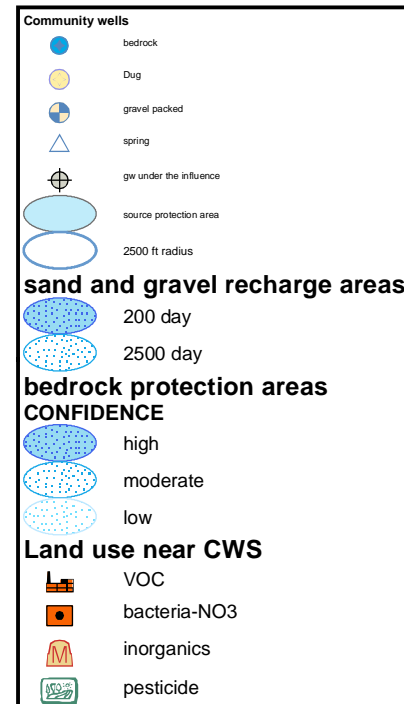 Community wells
bedrock
Dug
gravel packed
spring
gw under the influence
source protection area
2500 ft radius
sand and gravel recharge areas
200 day
2500 day
bedrock protection areas
CONFIDENCE
high
moderate
low
Land use near CWS
VOC
bacteria-NO3
M inorganics
pesticide